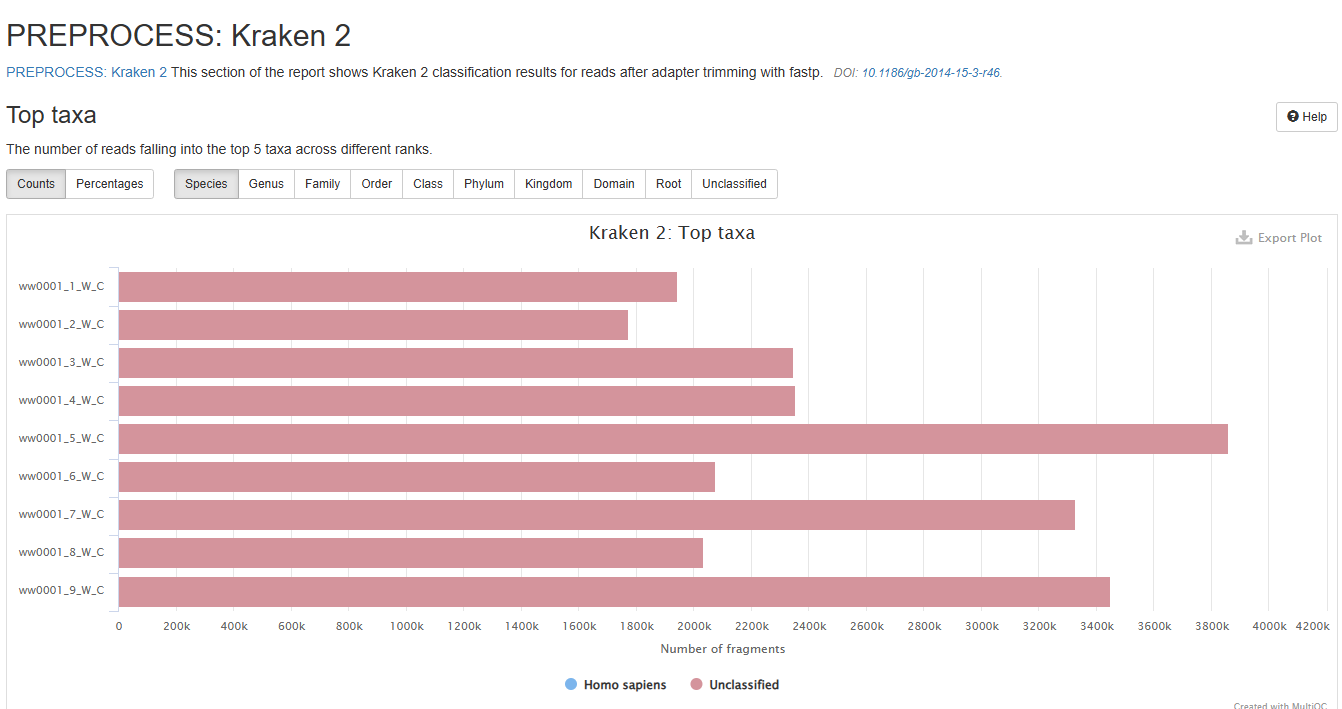 PREPROCESS: Kraken 2
PREPROCESS: Kraken 2 This section of the report shows Kraken 2 classification results for reads after adapter trimming with fastp. DOI: 10.1186/gb-2014-15-3-r46.
Top taxa
Help
The number of reads falling into the top 5 taxa across different ranks.
Counts Percentages Species Genus Family Order Class Phylum Kingdom Domain Root Unclassified
Kraken 2: Top taxa
Export Plot
ww0001_1_W_C
ww0001_2_W_C
ww0001_3_W_C
ww0001_4_W_C
ww0001_5_W_C
ww0001_6_W_C
ww0001_7_W_C
ww0001_8_W_C
ww0001_9_W_C
0 200k 400k 600k 800k 1000k 1200k 1400k 1600k 1800k 2000k 2200k 2400k 2600k 2800k 3000k 3200k 3400k 3600k 3800k 4000k 4200k
Number of fragments
Homo sapiens Unclassified
Created with MultiQC